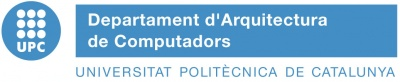 UPC
Departament d'Arquitectura
de Computadors
UNIVERSITAT POLITÈCNICA DE CATALUNYA